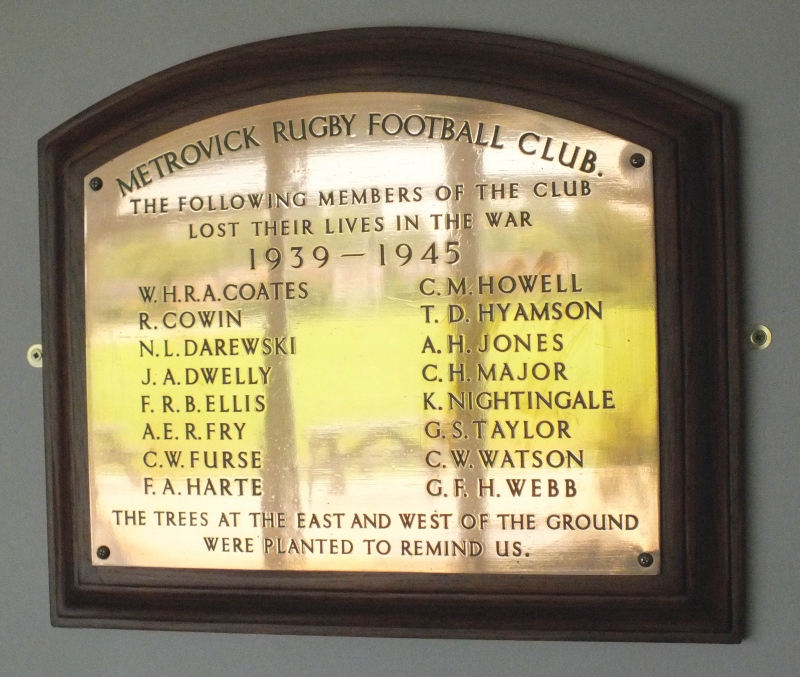 METROVICK RUGBY FOOTBALL CLUB.
THE FOLLOWING MEMBERS OF THE CLUB
LOST THEIR LIVES IN THE WAR
1939 — 1945
W.H.R.A.COATES
R.COWIN
N.L.DAREWSKI
J.A.DWELLY
F.R.B.ELLIS
A.E.R.FRY
C.W.FURSE
F.A.HARTE
C.M.HOWELL
T.D.HYAMSON
A.H.JONES
C.H.MAJOR
K.NIGHTINGALE
G.S.TAYLOR
C.W.WATSON
G.F.H.WEBB
THE TREES AT THE EAST AND WEST OF THE GROUND
WERE PLANTED TO REMIND US.